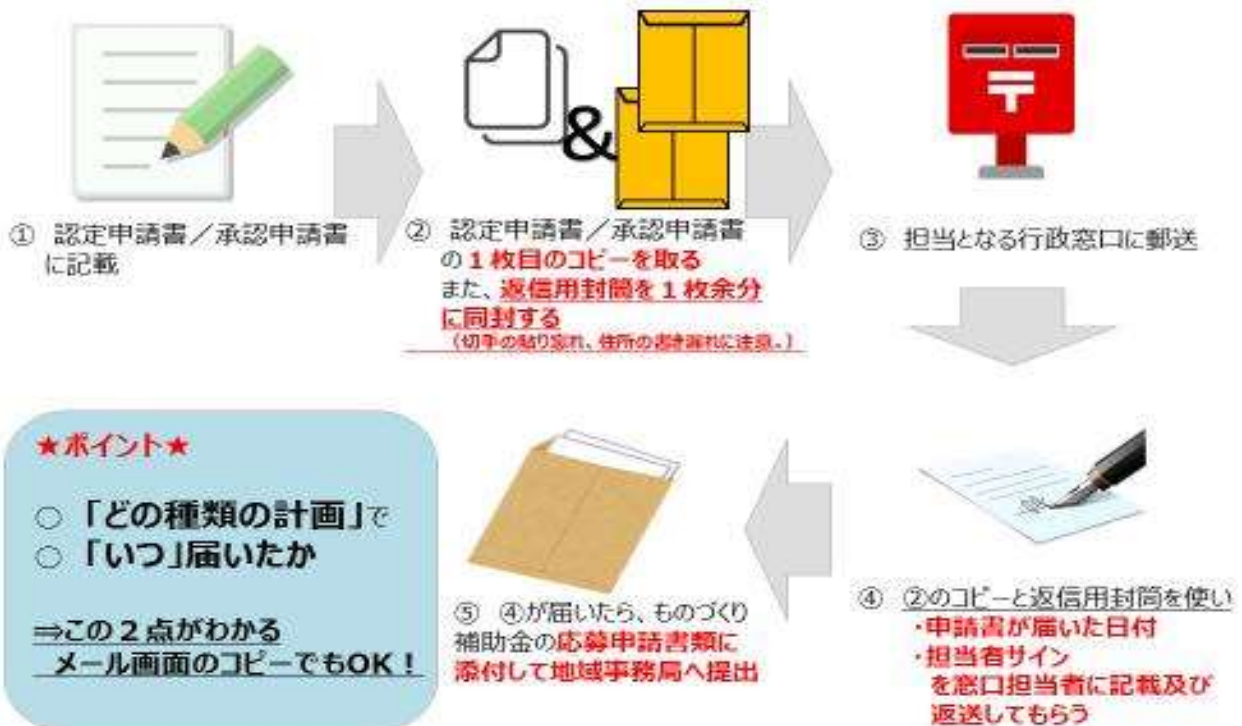 &
① 認定申請書/承認申請書
に記載
② 認定申請書/承認申請書
の1枚目のコピーを取る
また、返信用封筒を1枚余分
に同封する
(切手の貼り忘れ、住所の書き漏れに注意。)
③ 担当となる行政窓口に郵送
④ ②のコピーと返信用封筒を使い
・申請書が届いた日付
・担当者サイン
を窓口担当者に記載及び
返送してもらう
⑤ ④が届いたら、ものづくり
補助金の応募申請書類に
添付して地域事務局へ提出
★ポイント★
○ 「どの種類の計画」で
○ 「いつ」届いたか
⇒この2点がわかる
メール画面のコピーでもOK!